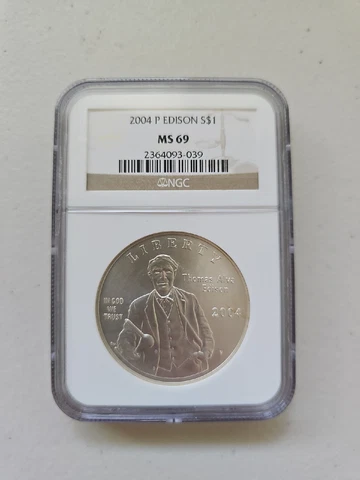 2004 P EDISON S$1
MS 69
2364093-039
NGC
LIBERTY
Thomas Alva
Edison
IN GOD
WE
TRUST
2004
P